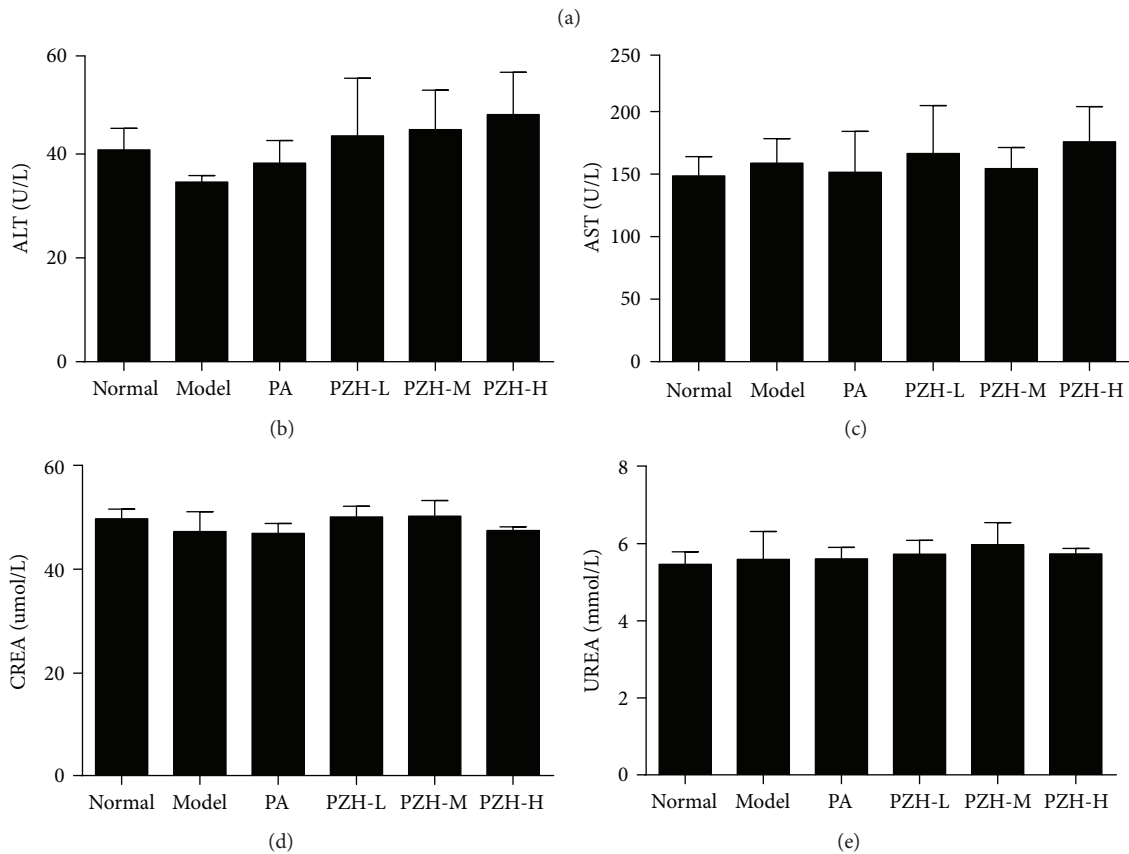 (a)
60
40
20
0
ALT (U/L)
Normal Model PA PZH-L PZH-M PZH-H
(b)
250
200
150
100
50
0
AST (U/L)
Normal Model PA PZH-L PZH-M PZH-H
(c)
60
40
20
0
CREA (umol/L)
Normal Model PA PZH-L PZH-M PZH-H
(d)
8
6
4
2
0
UREA (mmol/L)
Normal Model PA PZH-L PZH-M PZH-H
(e)